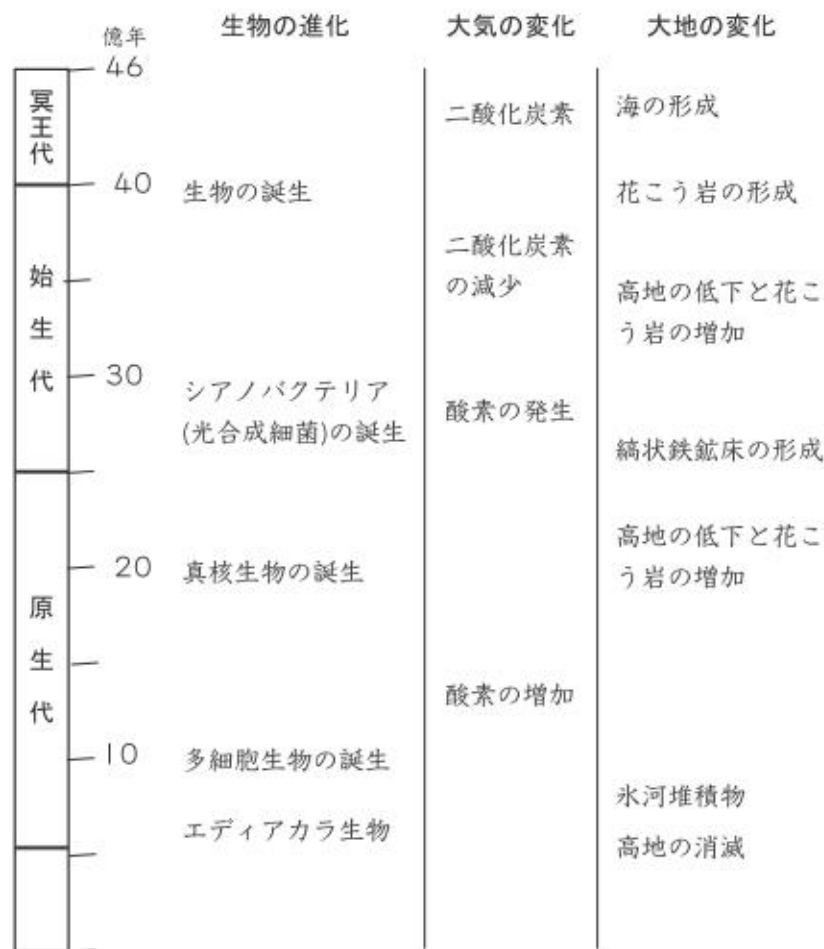 億年
生物の進化
大気の変化
大地の変化
46
冥王代
二酸化炭素
海の形成
40
生物の誕生
花こう岩の形成
始生代
二酸化炭素
の減少
高地の低下と花こ
う岩の増加
30
シアノバクテリア
(光合成細菌)の誕生
酸素の発生
縞状鉄鉱床の形成
高地の低下と花こ
う岩の増加
20
真核生物の誕生
原生代
酸素の増加
10
多細胞生物の誕生
氷河堆積物
エディアカラ生物
高地の消滅